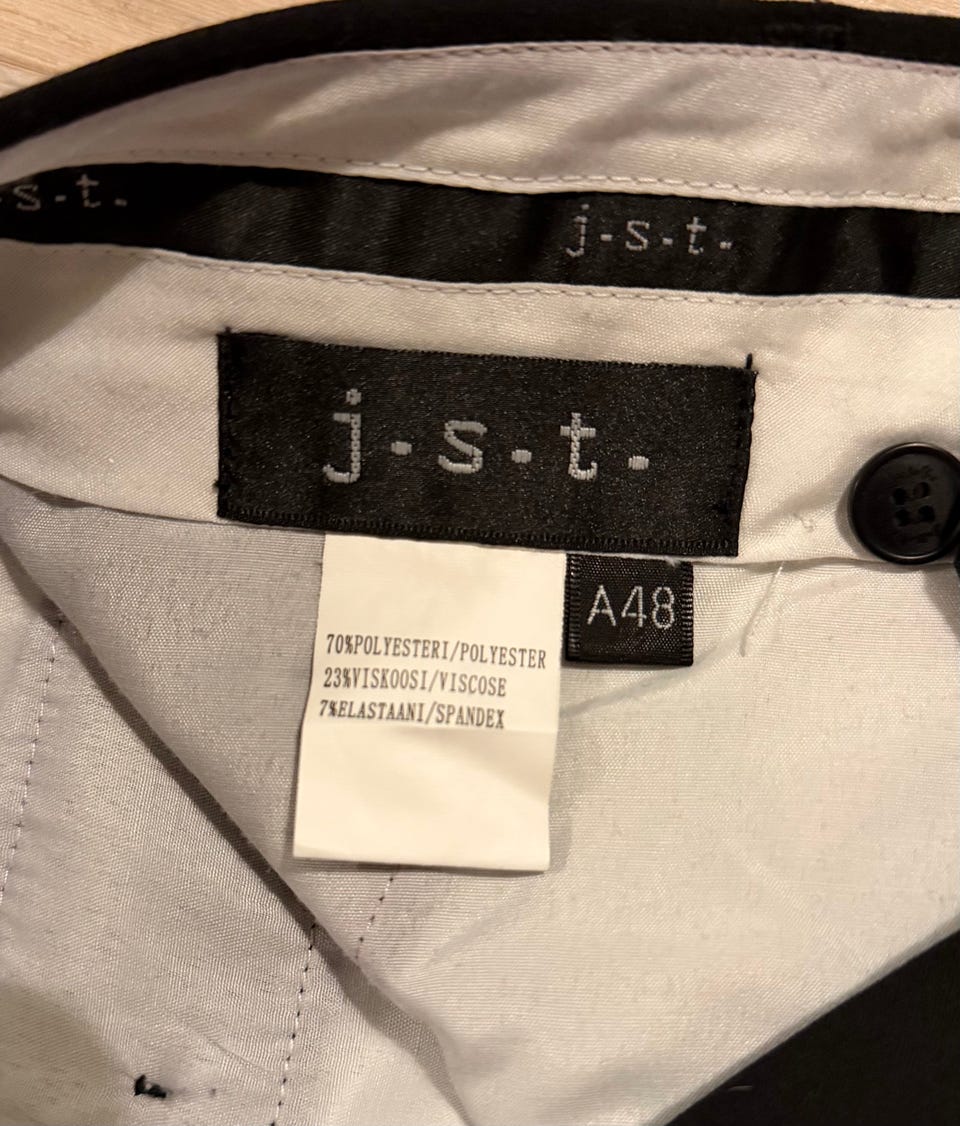 s.t.
j.s.t.
j.s.t.
A48
70%POLYESTERI/POLYESTER
23%VISKOOSI/VISCOSE
7%ELASTAANI/SPANDEX